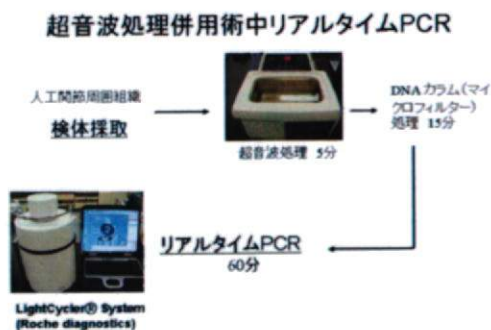 超音波処理併用術中リアルタイムPCR
人工関節周囲組織
検体採取
超音波処理 5分
DNAカラム(マイ
クロフィルター)
処理 15分
リアルタイムPCR
60分
LightCycler® System
(Roche diagnostics)